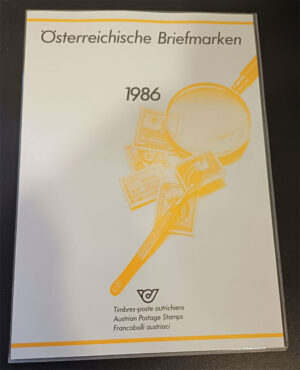 Österreichische Briefmarken
1986
Timbres-poste autrichiens
Austrian Postage Stamps
Francobolli austriaci